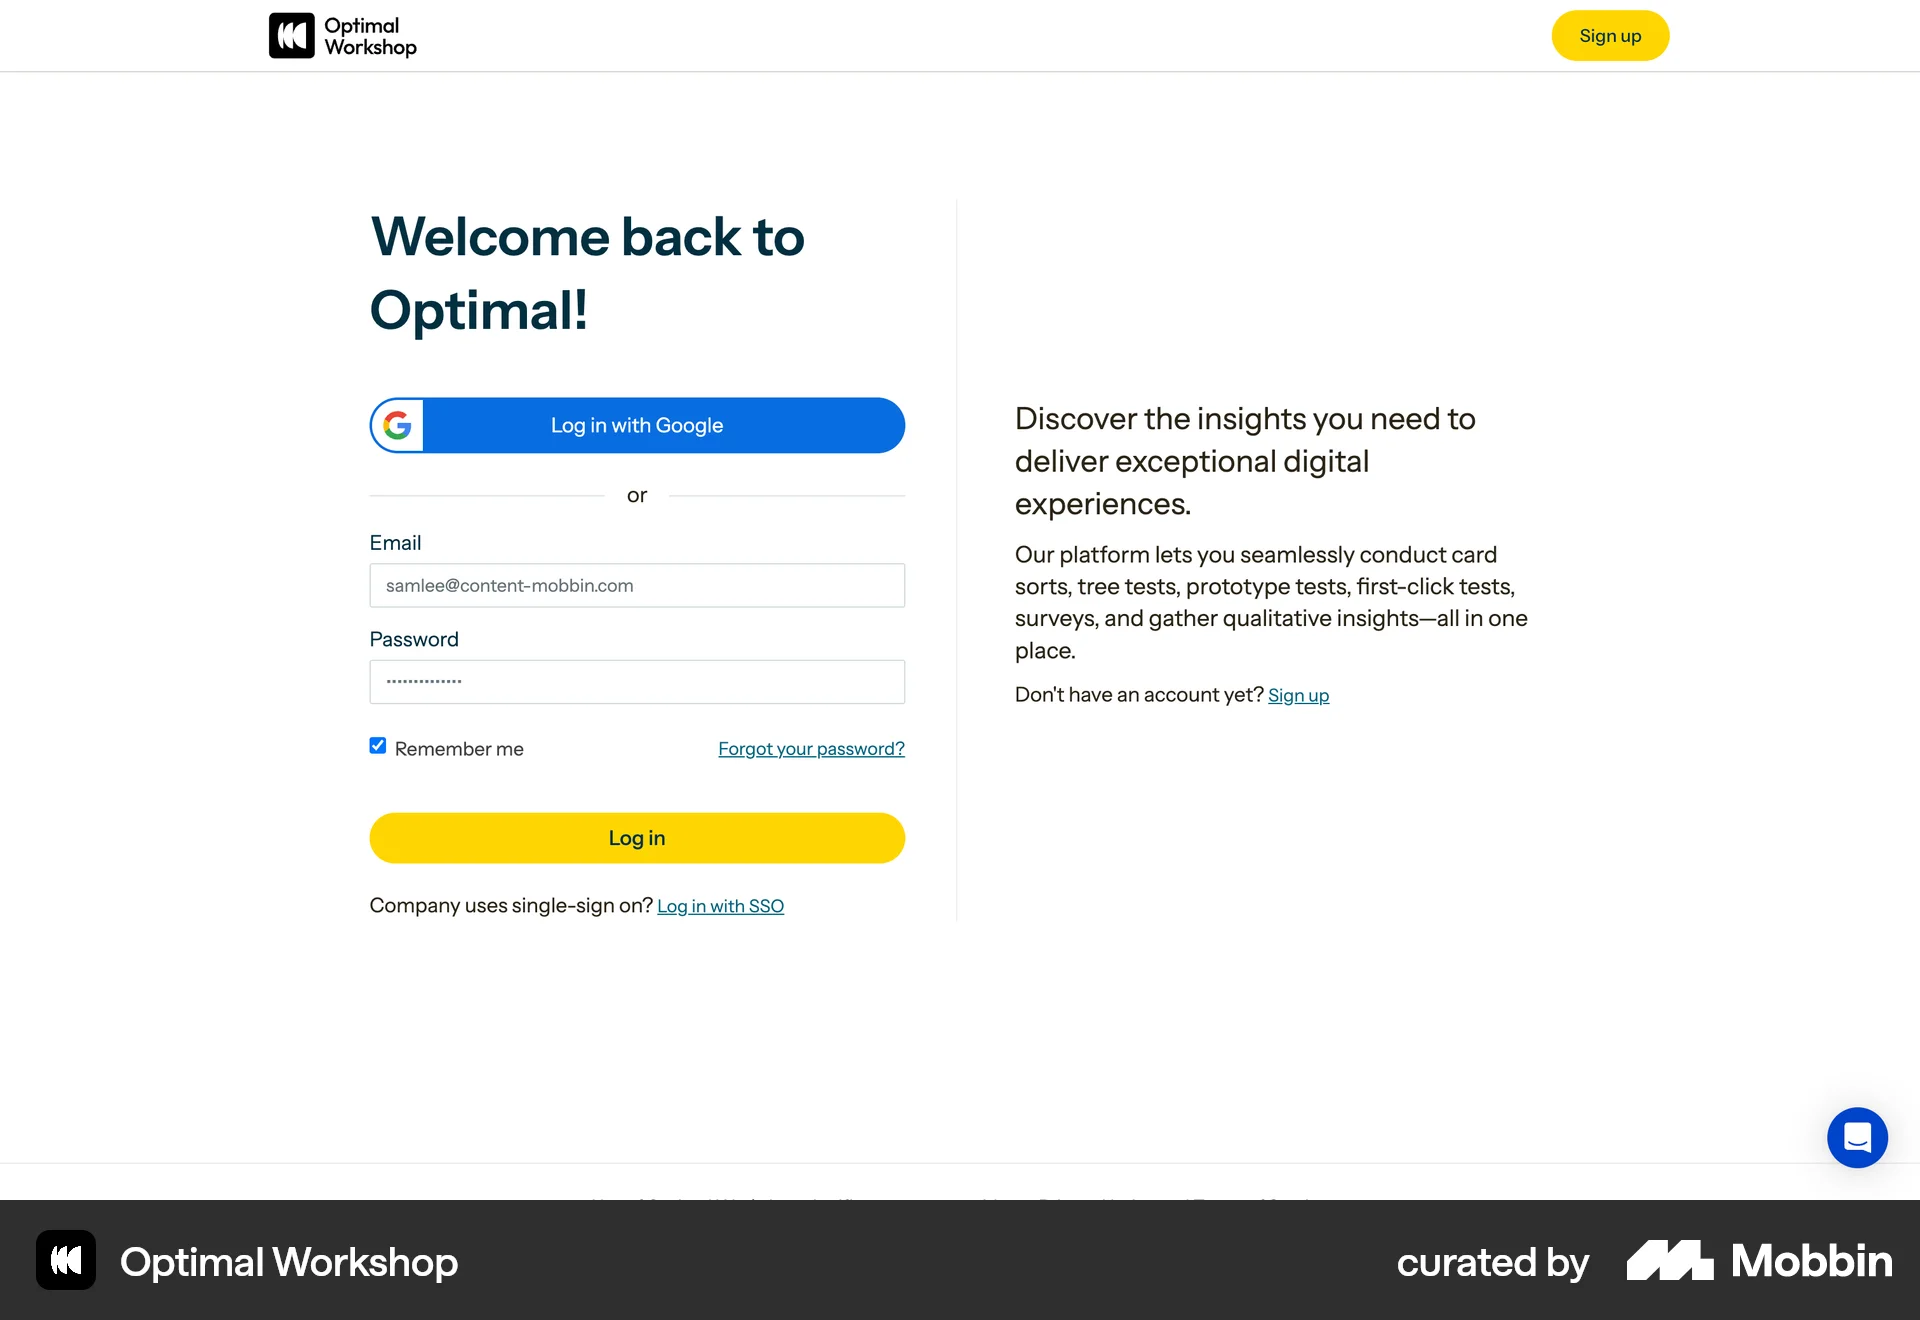 Optimal
Workshop
Sign up
Welcome back to
Optimal!
Log in with Google
or
Email
samlee@content-mobbin.com
Password
••••••••••••••
Remember me
Forgot your password?
Log in
Company uses single-sign on? Log in with SSO
Discover the insights you need to
deliver exceptional digital
experiences.
Our platform lets you seamlessly conduct card
sorts, tree tests, prototype tests, first-click tests,
surveys, and gather qualitative insights—all in one
place.
Don't have an account yet? Sign up
Optimal Workshop
curated by Mobbin